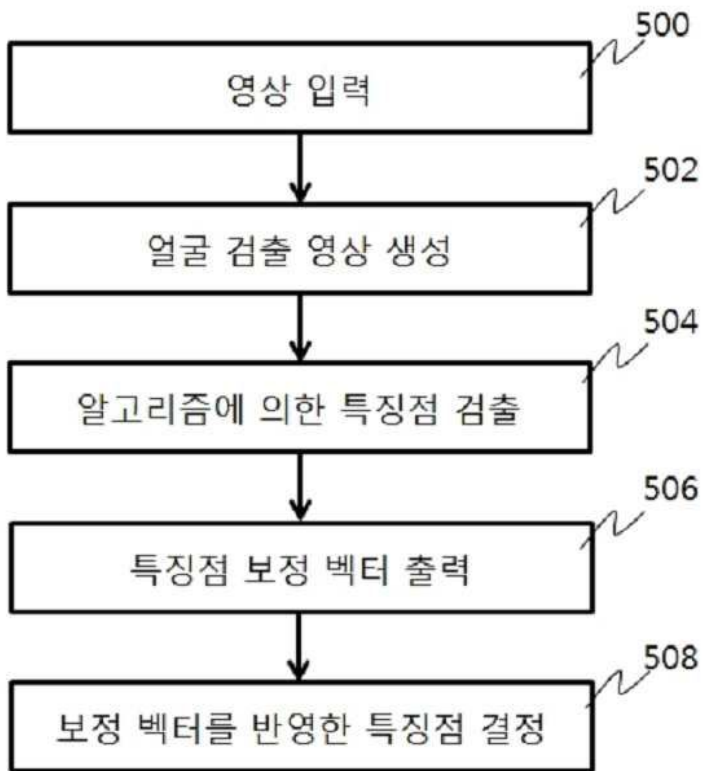 500
영상 입력
502
얼굴 검출 영상 생성
504
알고리즘에 의한 특징점 검출
506
특징점 보정 벡터 출력
508
보정 벡터를 반영한 특징점 결정